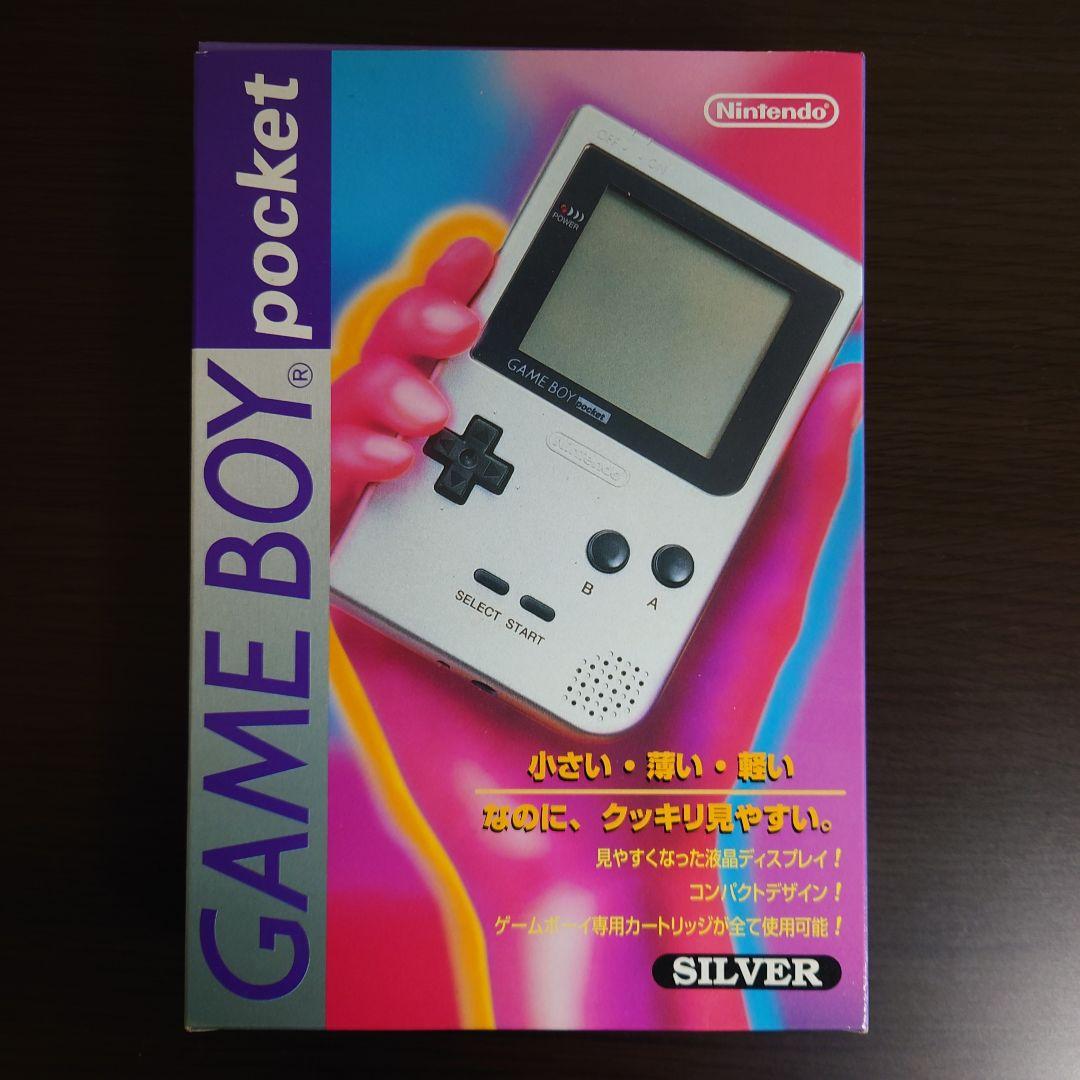 GAME BOY® pocket
Nintendo®
OFF ON
POWER
GAME BOY pocket
Nintendo
B A
SELECT START
小さい・薄い・軽い
なのに、クッキリ見やすい。
見やすくなった液晶ディスプレイ!
コンパクトデザイン!
ゲームボーイ専用カートリッジが全て使用可能!
SILVER